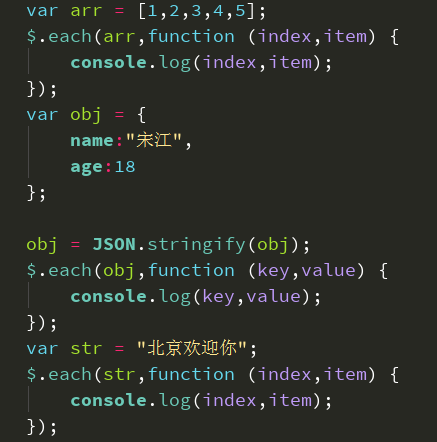 var arr = [1,2,3,4,5];
$.each(arr,function (index,item) {
    console.log(index,item);
});
var obj = {
    name:"宋江",
    age:18
};
obj = JSON.stringify(obj);
$.each(obj,function (key,value) {
    console.log(key,value);
});
var str = "北京欢迎你";
$.each(str,function (index,item) {
    console.log(index,item);
});